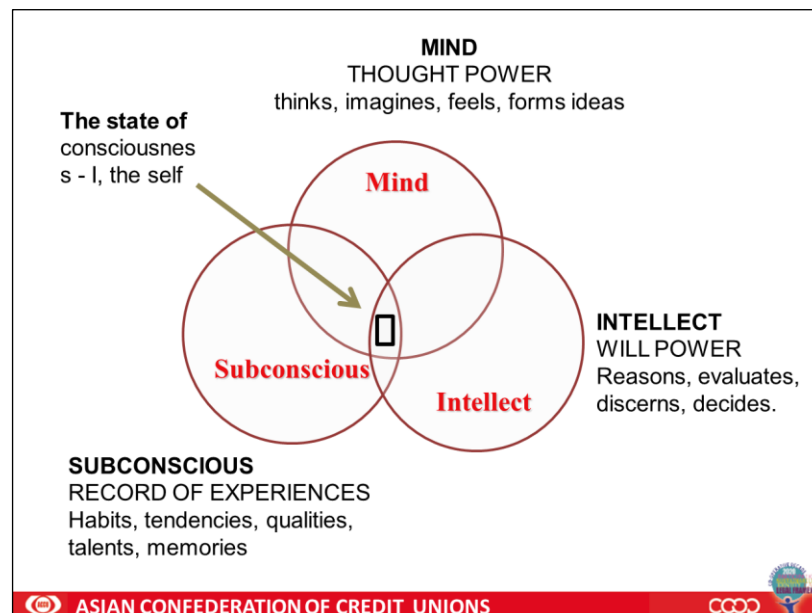 MIND
THOUGHT POWER
thinks, imagines, feels, forms ideas
The state of
consciousnes
s - I, the self
Mind
Subconscious
Intellect
INTELLECT
WILL POWER
Reasons, evaluates,
discerns, decides.
SUBCONSCIOUS
RECORD OF EXPERIENCES
Habits, tendencies, qualities,
talents, memories
ASIAN CONFEDERATION OF CREDIT UNIONS
coop